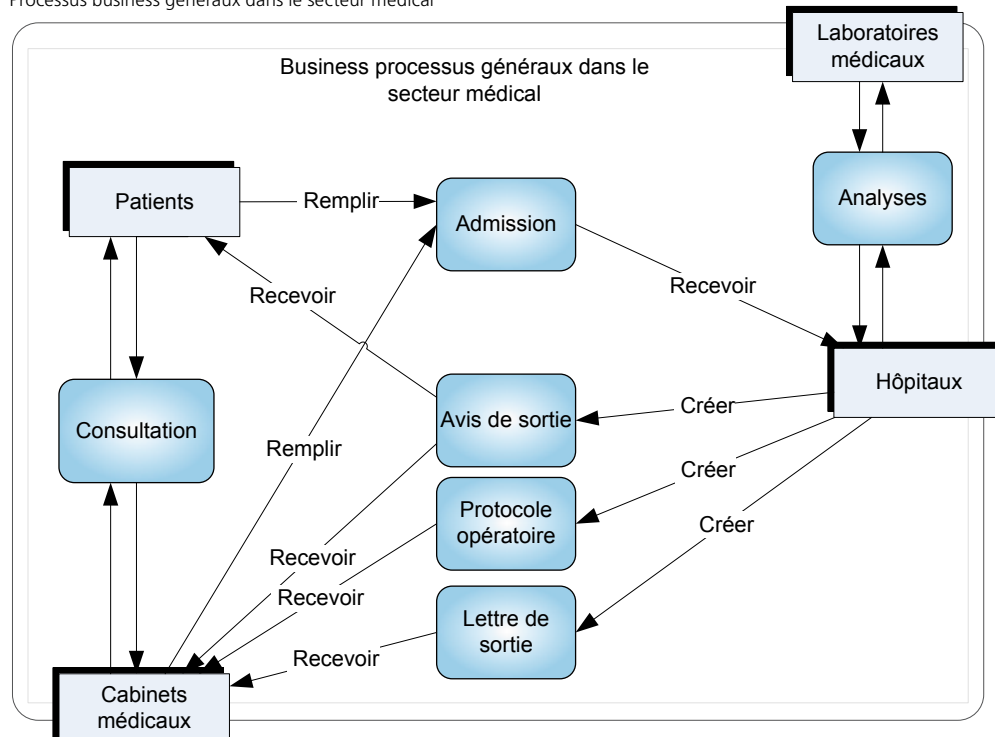 Processus business généraux dans le secteur médical
Laboratoires
médicaux
Business processus généraux dans le
secteur médical
Patients
Remplir
Admission
Analyses
Recevoir
Recevoir
Hôpitaux
Consultation
Avis de sortie
Créer
Remplir
Créer
Protocole
opératoire
Créer
Recevoir
Recevoir
Lettre de
sortie
Recevoir
Cabinets
médicaux